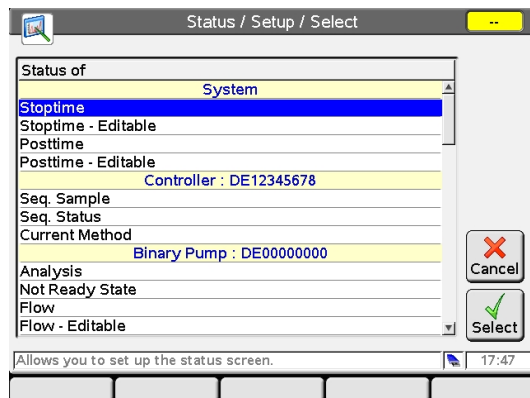 Status / Setup / Select
--
Status of
System
Stoptime
Stoptime - Editable
Posttime
Posttime - Editable
Controller : DE12345678
Seq. Sample
Seq. Status
Current Method
Binary Pump : DE00000000
Analysis
Not Ready State
Flow
Flow - Editable
Cancel
Select
Allows you to set up the status screen.
17:47